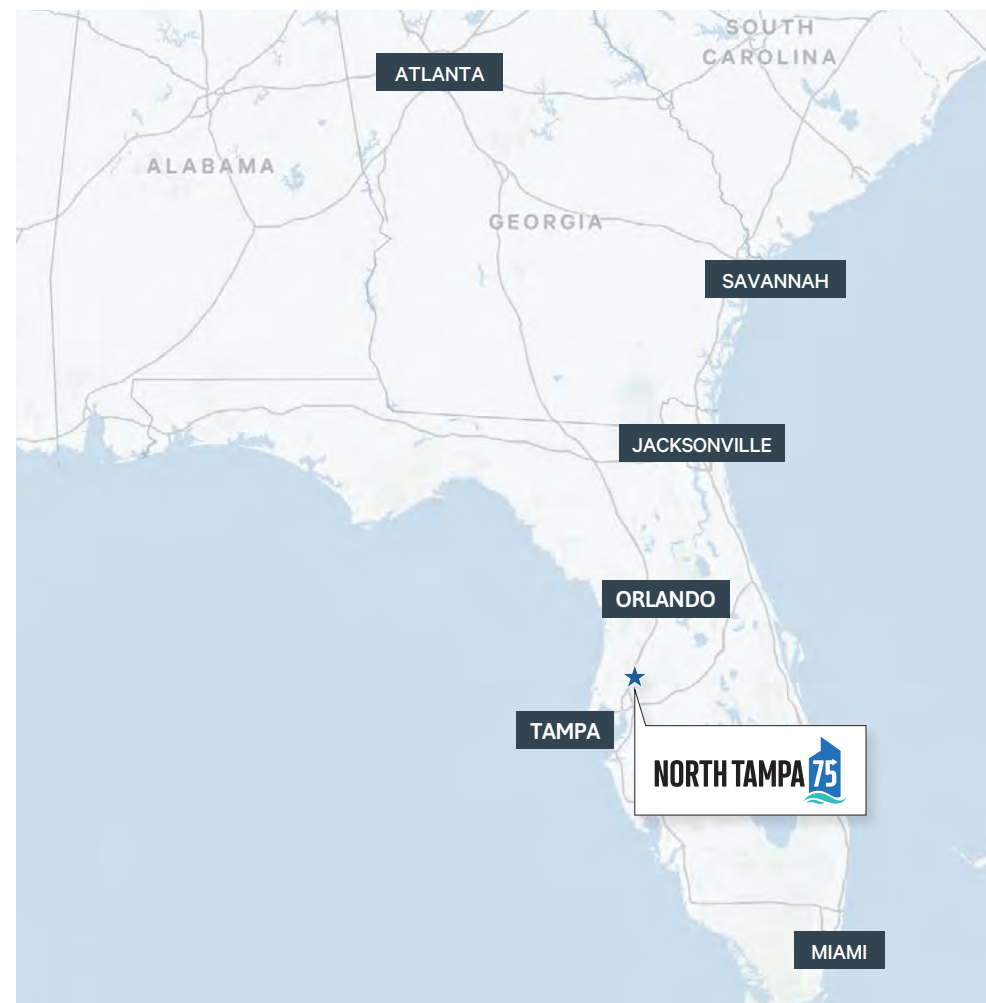 SOUTH
CAROLINA
ATLANTA
ALABAMA
GEORGIA
SAVANNAH
JACKSONVILLE
ORLANDO
TAMPA
NORTH TAMPA 75
MIAMI